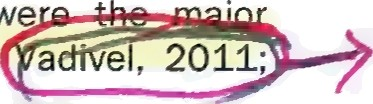 were the major
Vadivel, 2011;